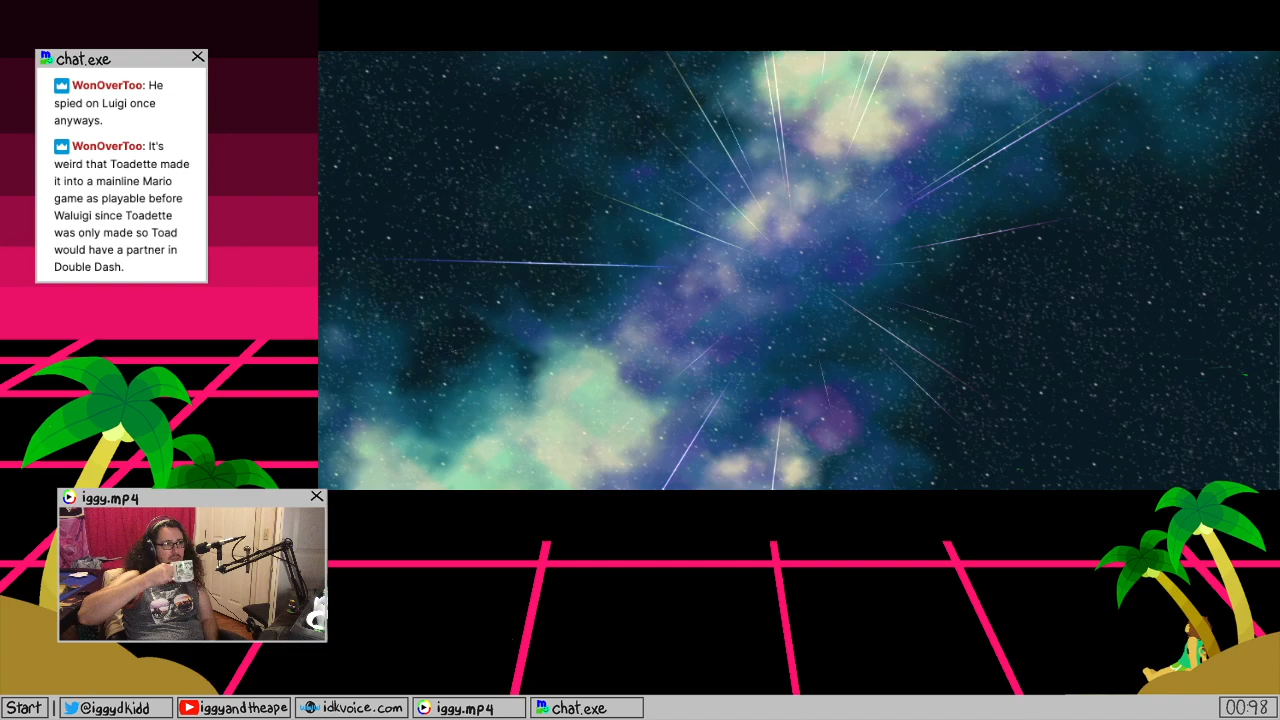 chat.exe
WonOverToo: He
spied on Luigi once
anyways.
WonOverToo: It's
weird that Toadette made
it into a mainline Mario
game as playable before
Waluigi since Toadette
was only made so Toad
would have a partner in
Double Dash.
iggy.mp4
Start
@iggydkidd
iggyandtheape
idkvoice.com
iggy.mp4
chat.exe
00:98